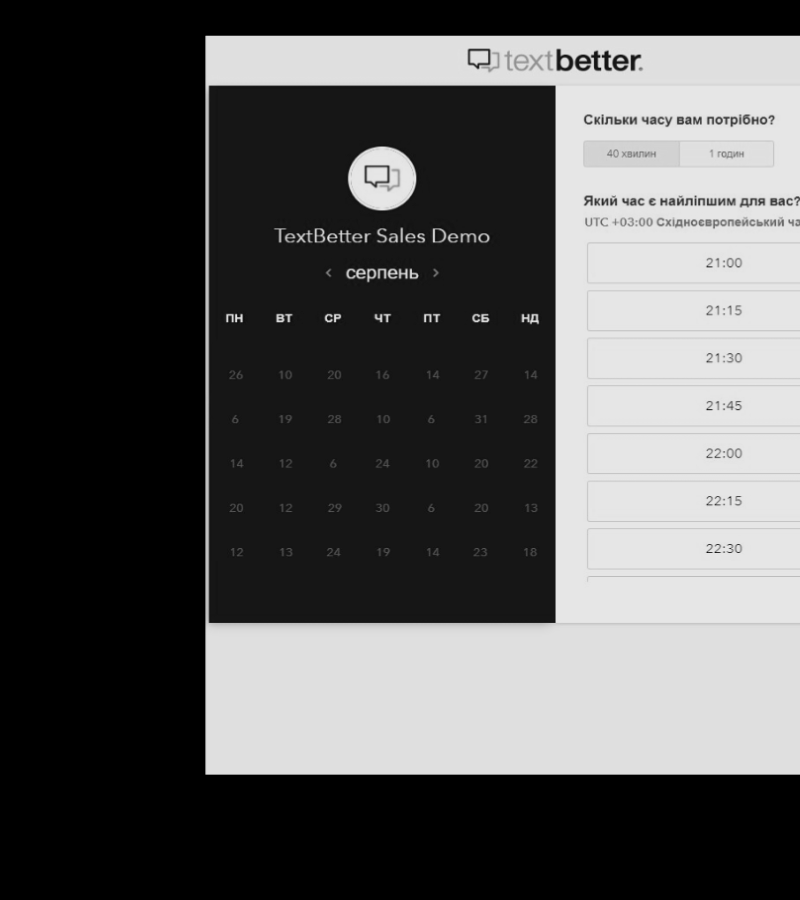 textbetter.
TextBetter Sales Demo
‹ серпень ›
ПН ВТ СР ЧТ ПТ СБ НД
26 10 20 16 14 27 14
6 19 28 10 6 31 28
14 12 6 24 10 20 22
20 12 29 30 6 20 13
12 13 24 19 14 23 18
Скільки часу вам потрібно?
40 хвилин 1 годин
Який час є найліпшим для вас?
UTC +03:00 Східноєвропейський ча
21:00
21:15
21:30
21:45
22:00
22:15
22:30